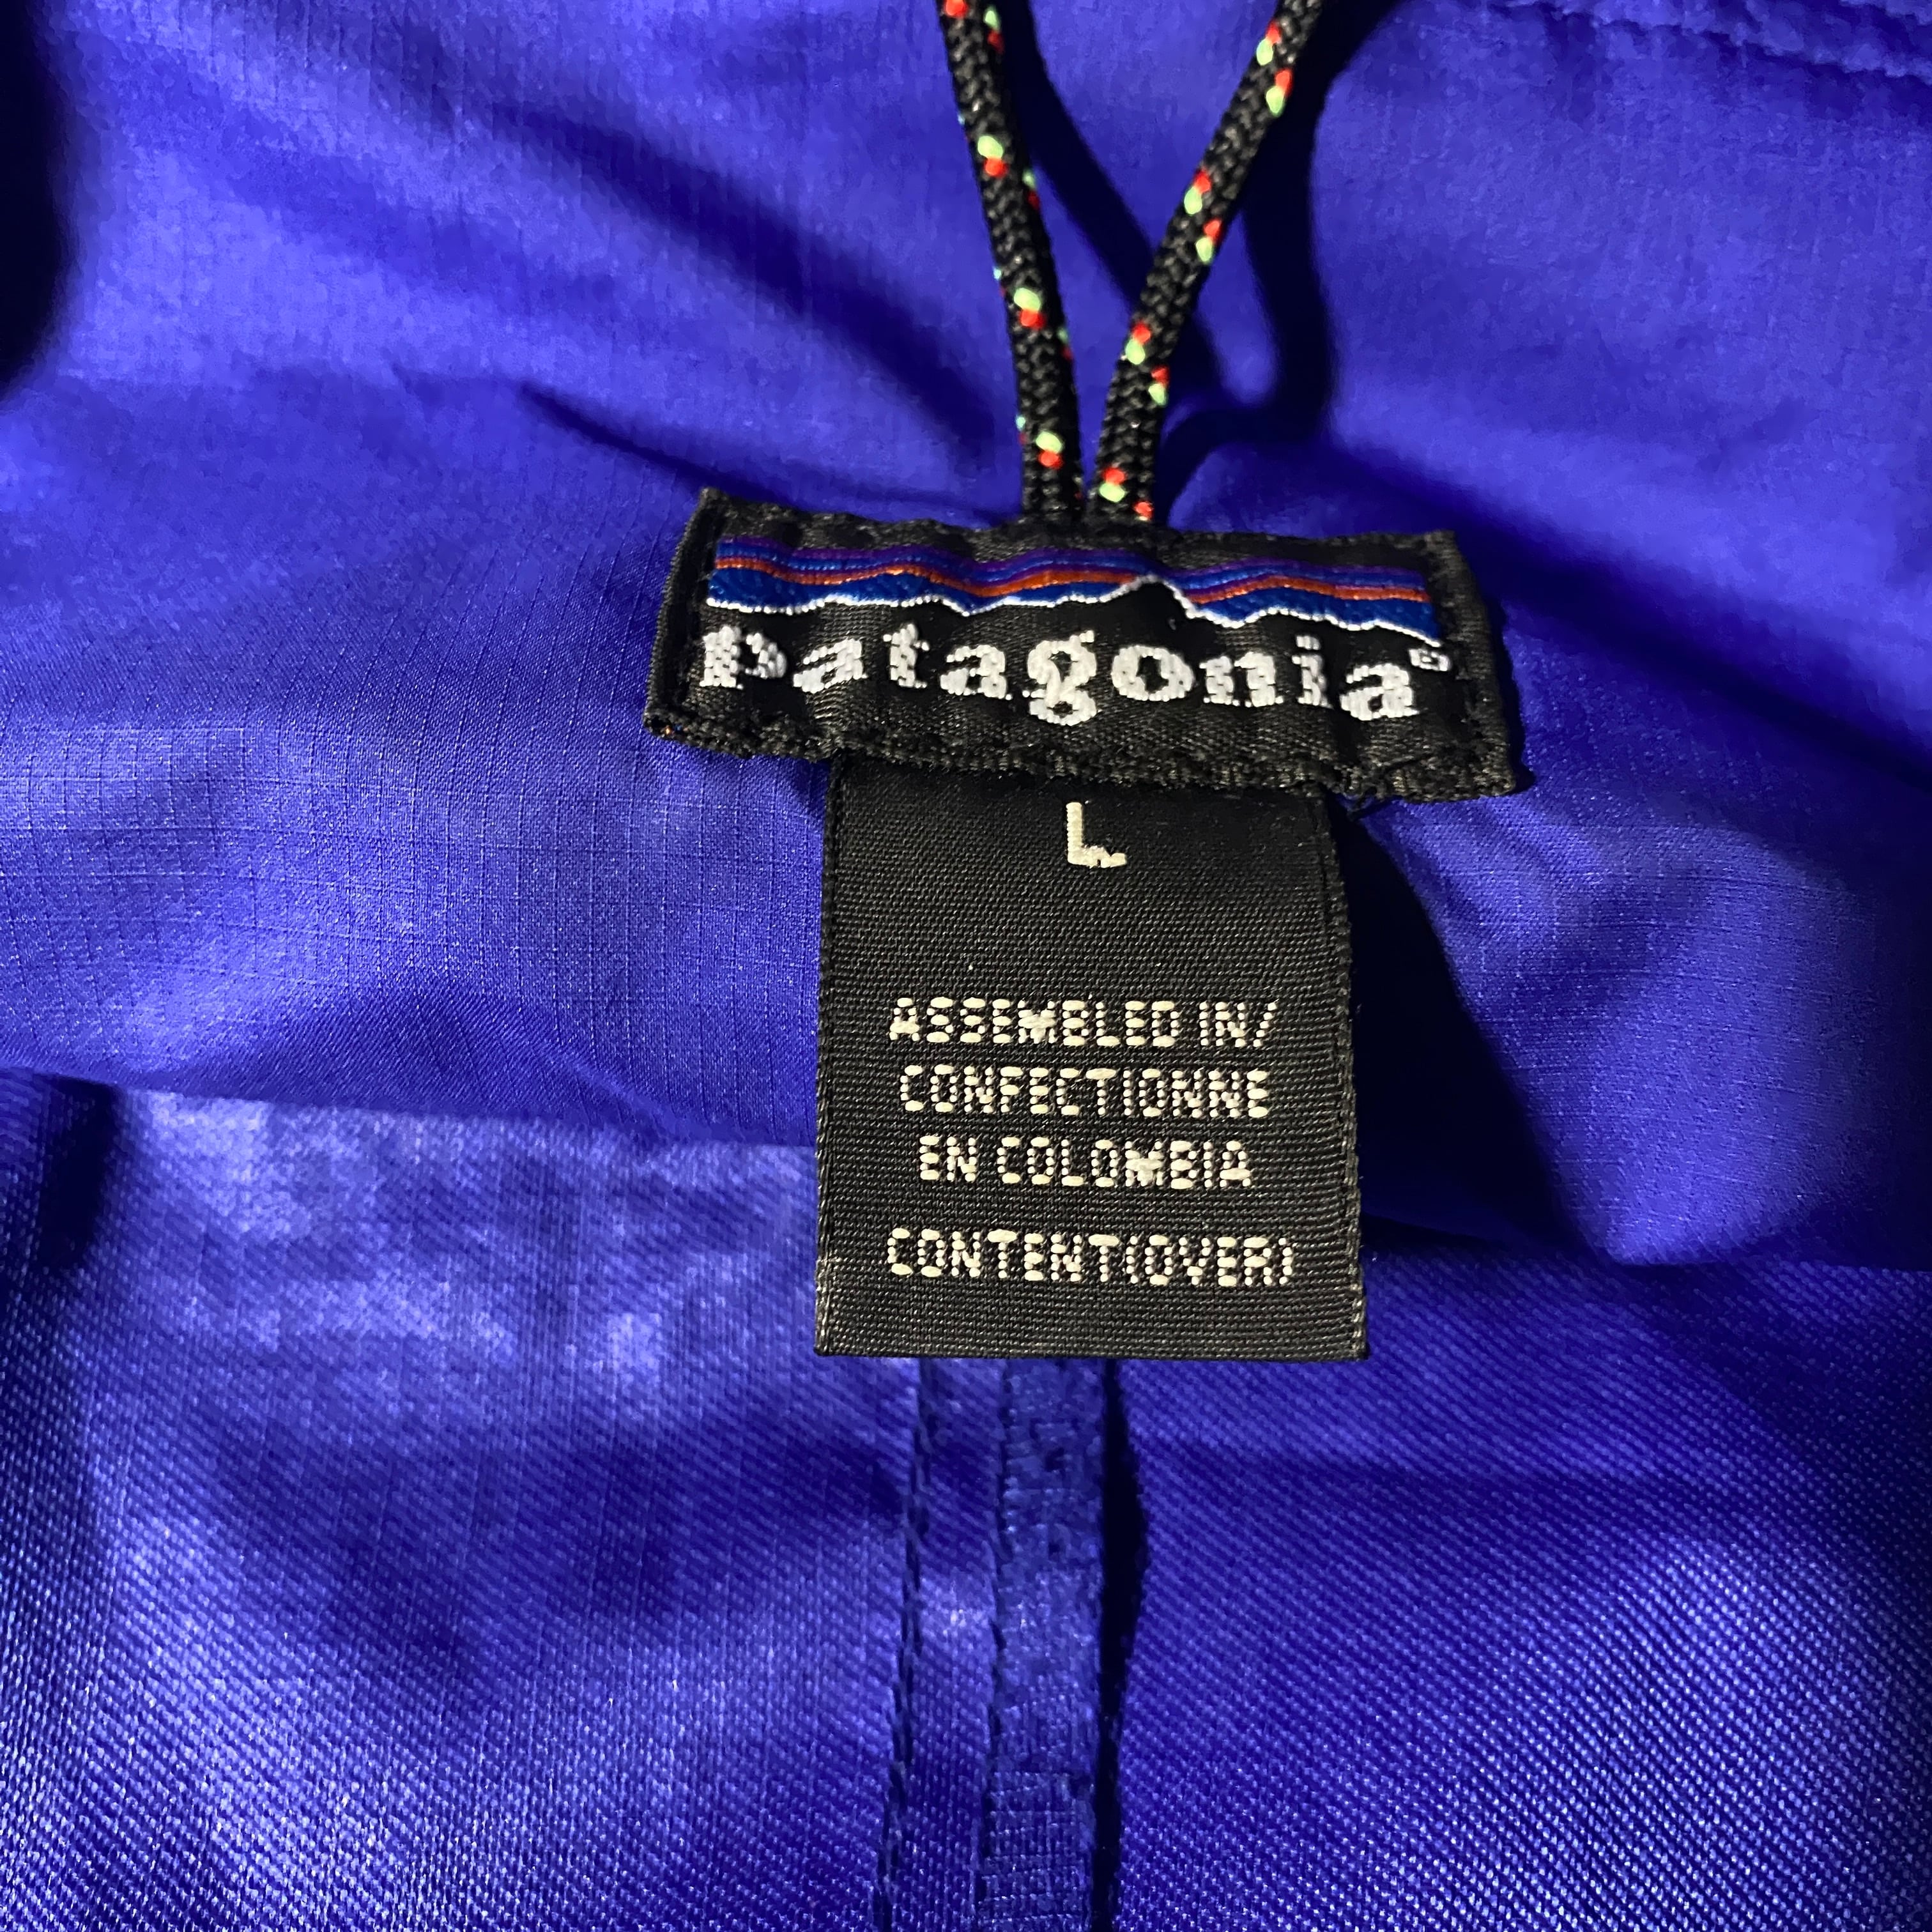 patagonia®
L
ASSEMBLED IN/
CONFECTIONNE
EN COLOMBIA
CONTENT(OVER)